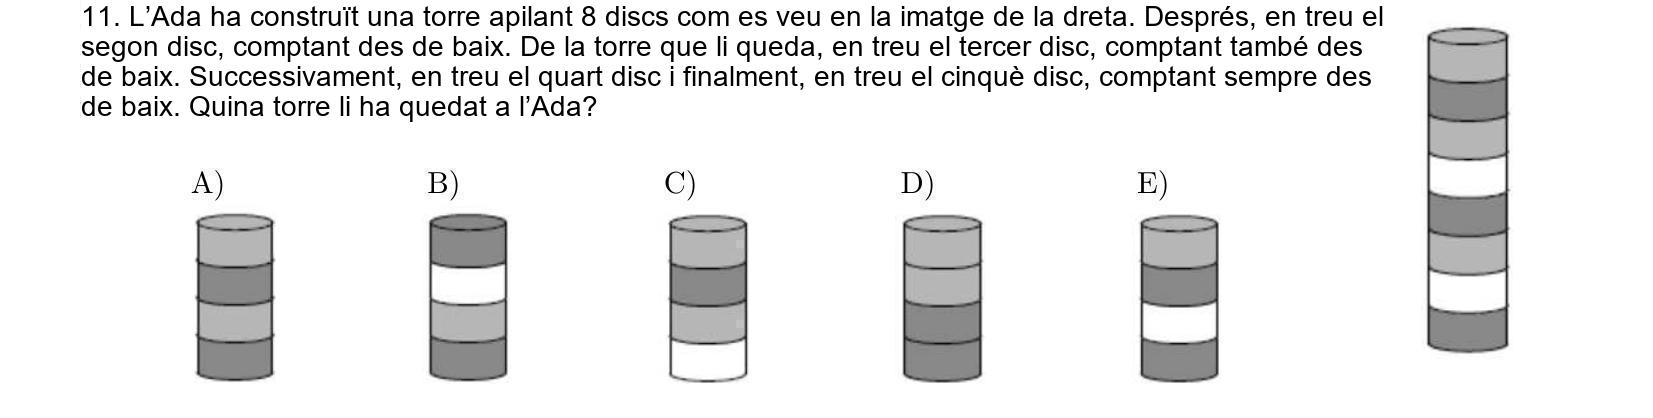 11. L’Ada ha construït una torre apilant 8 discs com es veu en la imatge de la dreta. Després, en treu el
segon disc, comptant des de baix. De la torre que li queda, en treu el tercer disc, comptant també des
de baix. Successivament, en treu el quart disc i finalment, en treu el cinquè disc, comptant sempre des
de baix. Quina torre li ha quedat a l’Ada?
A) B) C) D) E)